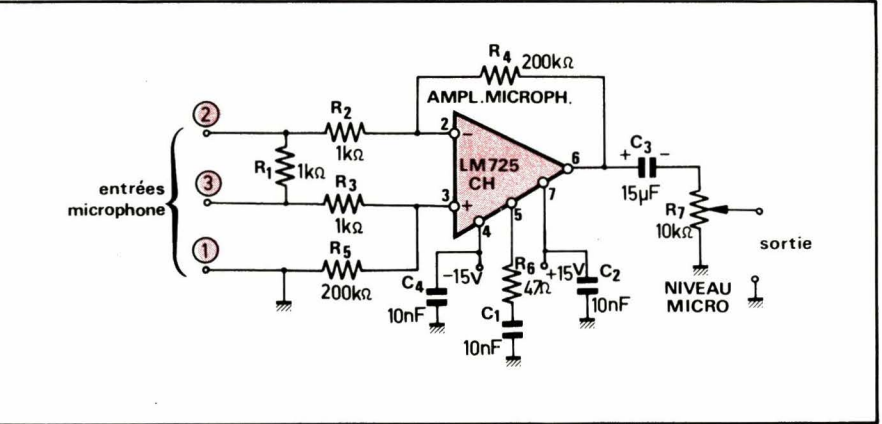 R4 200kΩ
AMPL.MICROPH.
2
R2
1kΩ
2
−
R1 1kΩ
entrées
microphone
3
R3
1kΩ
3
+
LM725
CH
6
4
5
7
1
R5
200kΩ
+ C3 −
15µF
R7
10kΩ
sortie
NIVEAU
MICRO
C4
10nF
−15V
R6
47Ω
C1
10nF
+15V
C2
10nF